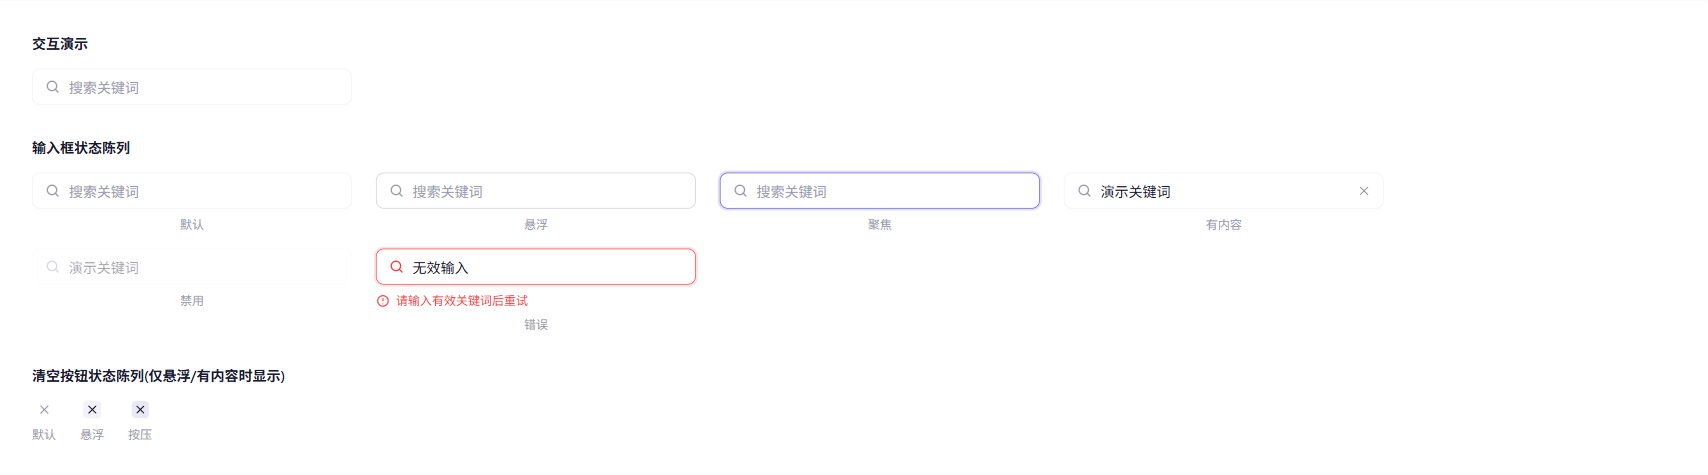 交互演示
搜索关键词
输入框状态陈列
搜索关键词 搜索关键词 搜索关键词 演示关键词
默认 悬浮 聚焦 有内容
演示关键词 无效输入
禁用 请输入有效关键词后重试
错误
清空按钮状态陈列(仅悬浮/有内容时显示)
默认 悬浮 按压